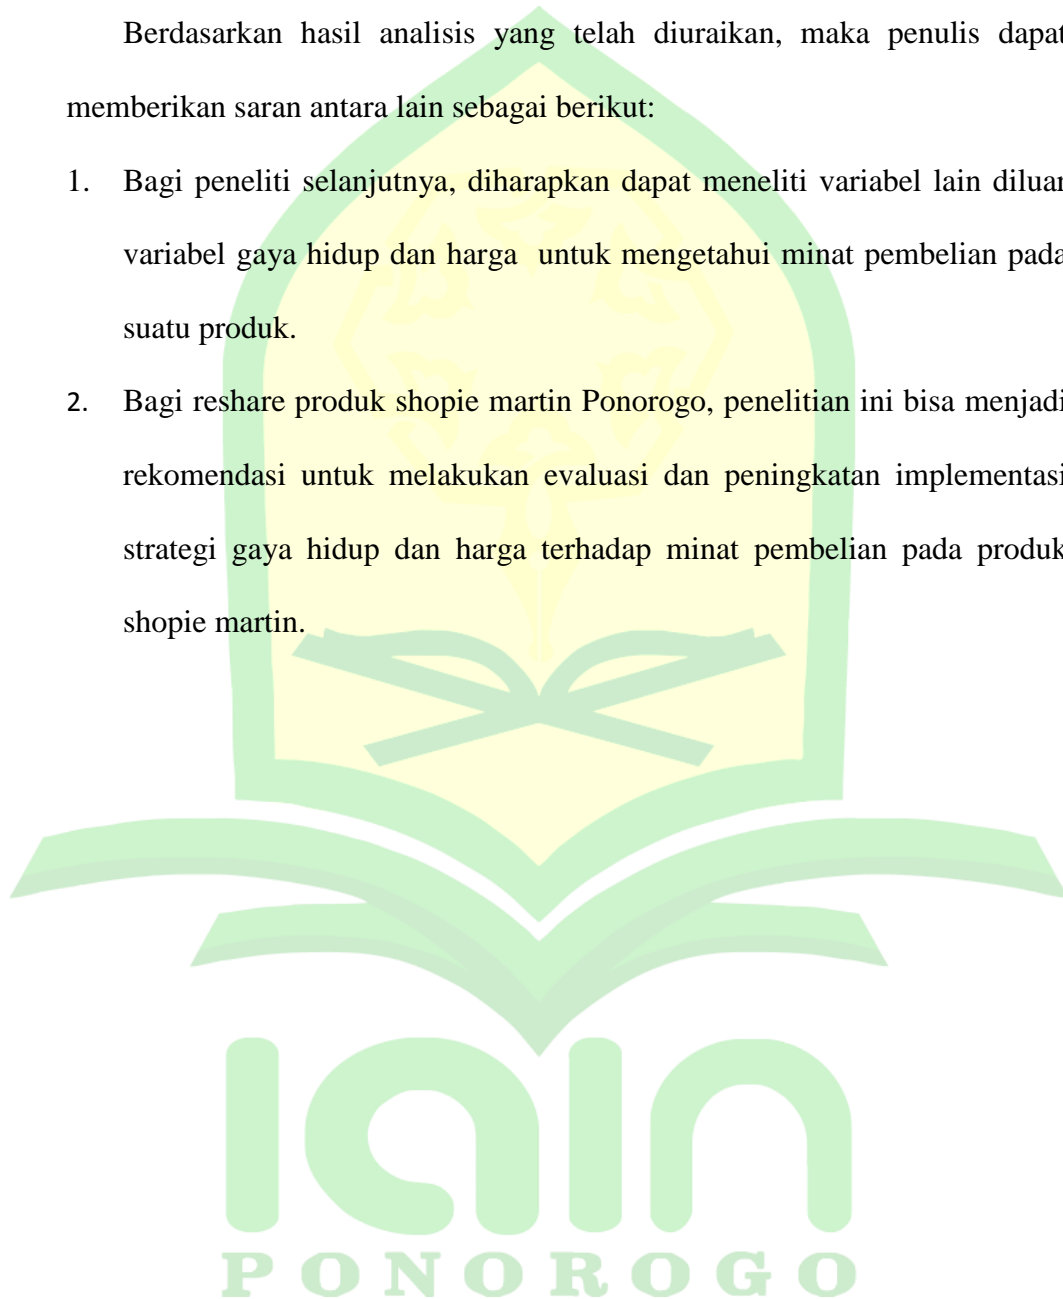 Berdasarkan hasil analisis yang telah diuraikan, maka penulis dapat
memberikan saran antara lain sebagai berikut:
1. Bagi peneliti selanjutnya, diharapkan dapat meneliti variabel lain diluar
variabel gaya hidup dan harga untuk mengetahui minat pembelian pada
suatu produk.
2. Bagi reshare produk shopie martin Ponorogo, penelitian ini bisa menjadi
rekomendasi untuk melakukan evaluasi dan peningkatan implementasi
strategi gaya hidup dan harga terhadap minat pembelian pada produk
shopie martin.
iain
PONOROGO